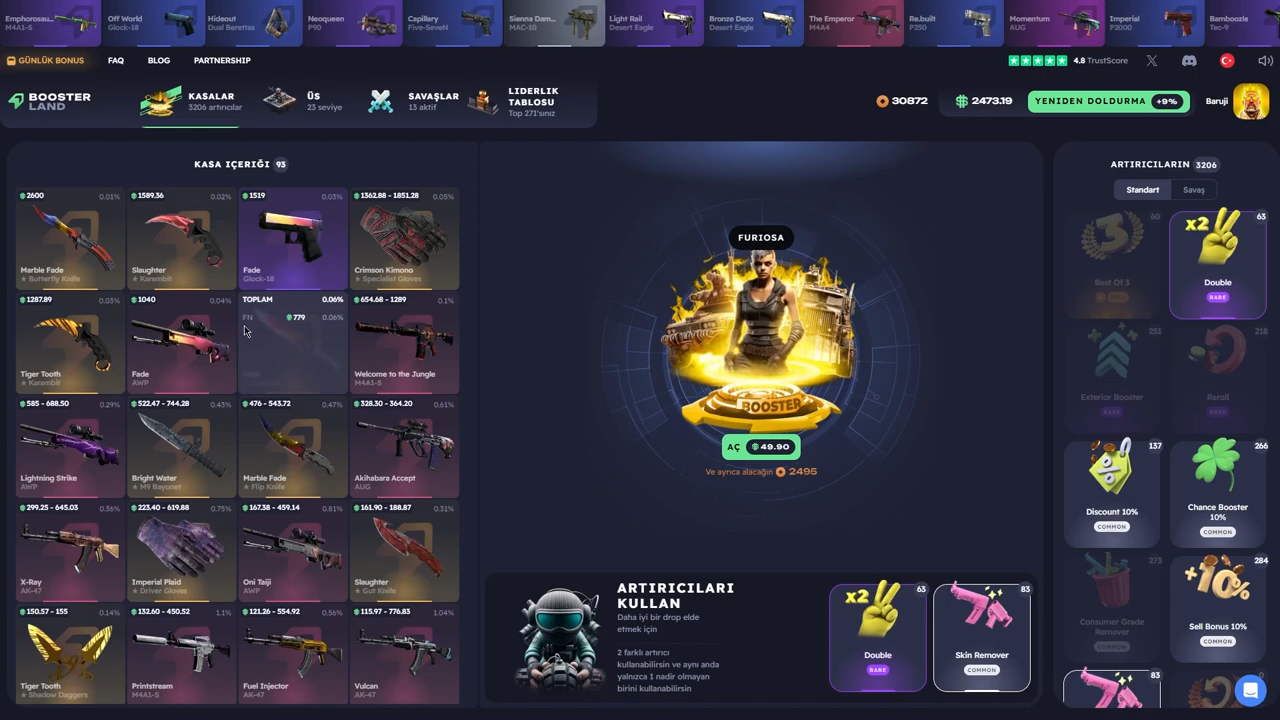 Emphorosau...
M4A1-S
Off World
Glock-18
Hideout
Dual Berettas
Neoqueen
P90
Capillary
Five-SeveN
Sienna Dam...
MAC-10
Light Rail
Desert Eagle
Bronze Deco
Desert Eagle
The Emperor
M4A4
Re.built
P250
Momentum
AUG
Imperial
P2000
Bamboozle
Tec-9
GÜNLÜK BONUS
FAQ
BLOG
PARTNERSHIP
4.8 TrustScore
BOOSTER
LAND
KASALAR
3206 artırıcılar
ÜS
23 seviye
SAVAŞLAR
13 aktif
LIDERLIK
TABLOSU
Top 271'sınız
30872
2473.19
YENIDEN DOLDURMA +9%
Baruji
KASA IÇERIĞI 93
2600 0.01%
Marble Fade
★ Butterfly Knife
1589.36 0.02%
Slaughter
★ Karambit
1519 0.03%
Fade
Glock-18
1362.88 - 1851.28 0.05%
Crimson Kimono
★ Specialist Gloves
1287.89 0.03%
Tiger Tooth
★ Karambit
1040 0.04%
Fade
AWP
TOPLAM 0.06%
FN 779 0.06%
654.68 - 1289 0.1%
Welcome to the Jungle
M4A1-S
585 - 688.50 0.29%
Lightning Strike
AWP
522.47 - 744.28 0.43%
Bright Water
★ M9 Bayonet
476 - 543.72 0.47%
Marble Fade
★ Flip Knife
328.30 - 364.20 0.61%
Akihabara Accept
AUG
299.25 - 645.03 0.36%
X-Ray
AK-47
223.40 - 619.88 0.75%
Imperial Plaid
★ Driver Gloves
167.38 - 459.14 0.81%
Oni Taiji
AWP
161.90 - 188.87 0.31%
Slaughter
★ Gut Knife
150.57 - 155 0.14%
Tiger Tooth
★ Shadow Daggers
132.60 - 450.52 1.1%
Printstream
M4A1-S
121.26 - 554.92 0.56%
Fuel Injector
AK-47
115.97 - 776.83 1.04%
Vulcan
AK-47
FURIOSA
BOOSTER
AÇ 49.90
Ve ayrıca alacağın 2495
ARTIRICILARI
KULLAN
Daha iyi bir drop elde
etmek için
2 farklı artırıcı
kullanabilirsin ve aynı anda
yalnızca 1 nadir olmayan
birini kullanabilirsin
x2
63
Double
RARE
83
Skin Remover
COMMON
ARTIRICILARIN 3206
Standart
Savaş
60
3
Best Of 3
x2
63
Double
RARE
251
Exterior Booster
RARE
218
Reroll
RARE
137
%
Discount 10%
COMMON
266
Chance Booster
10%
COMMON
273
Consumer Grade
Remover
COMMON
284
+10%
Sell Bonus 10%
COMMON
83